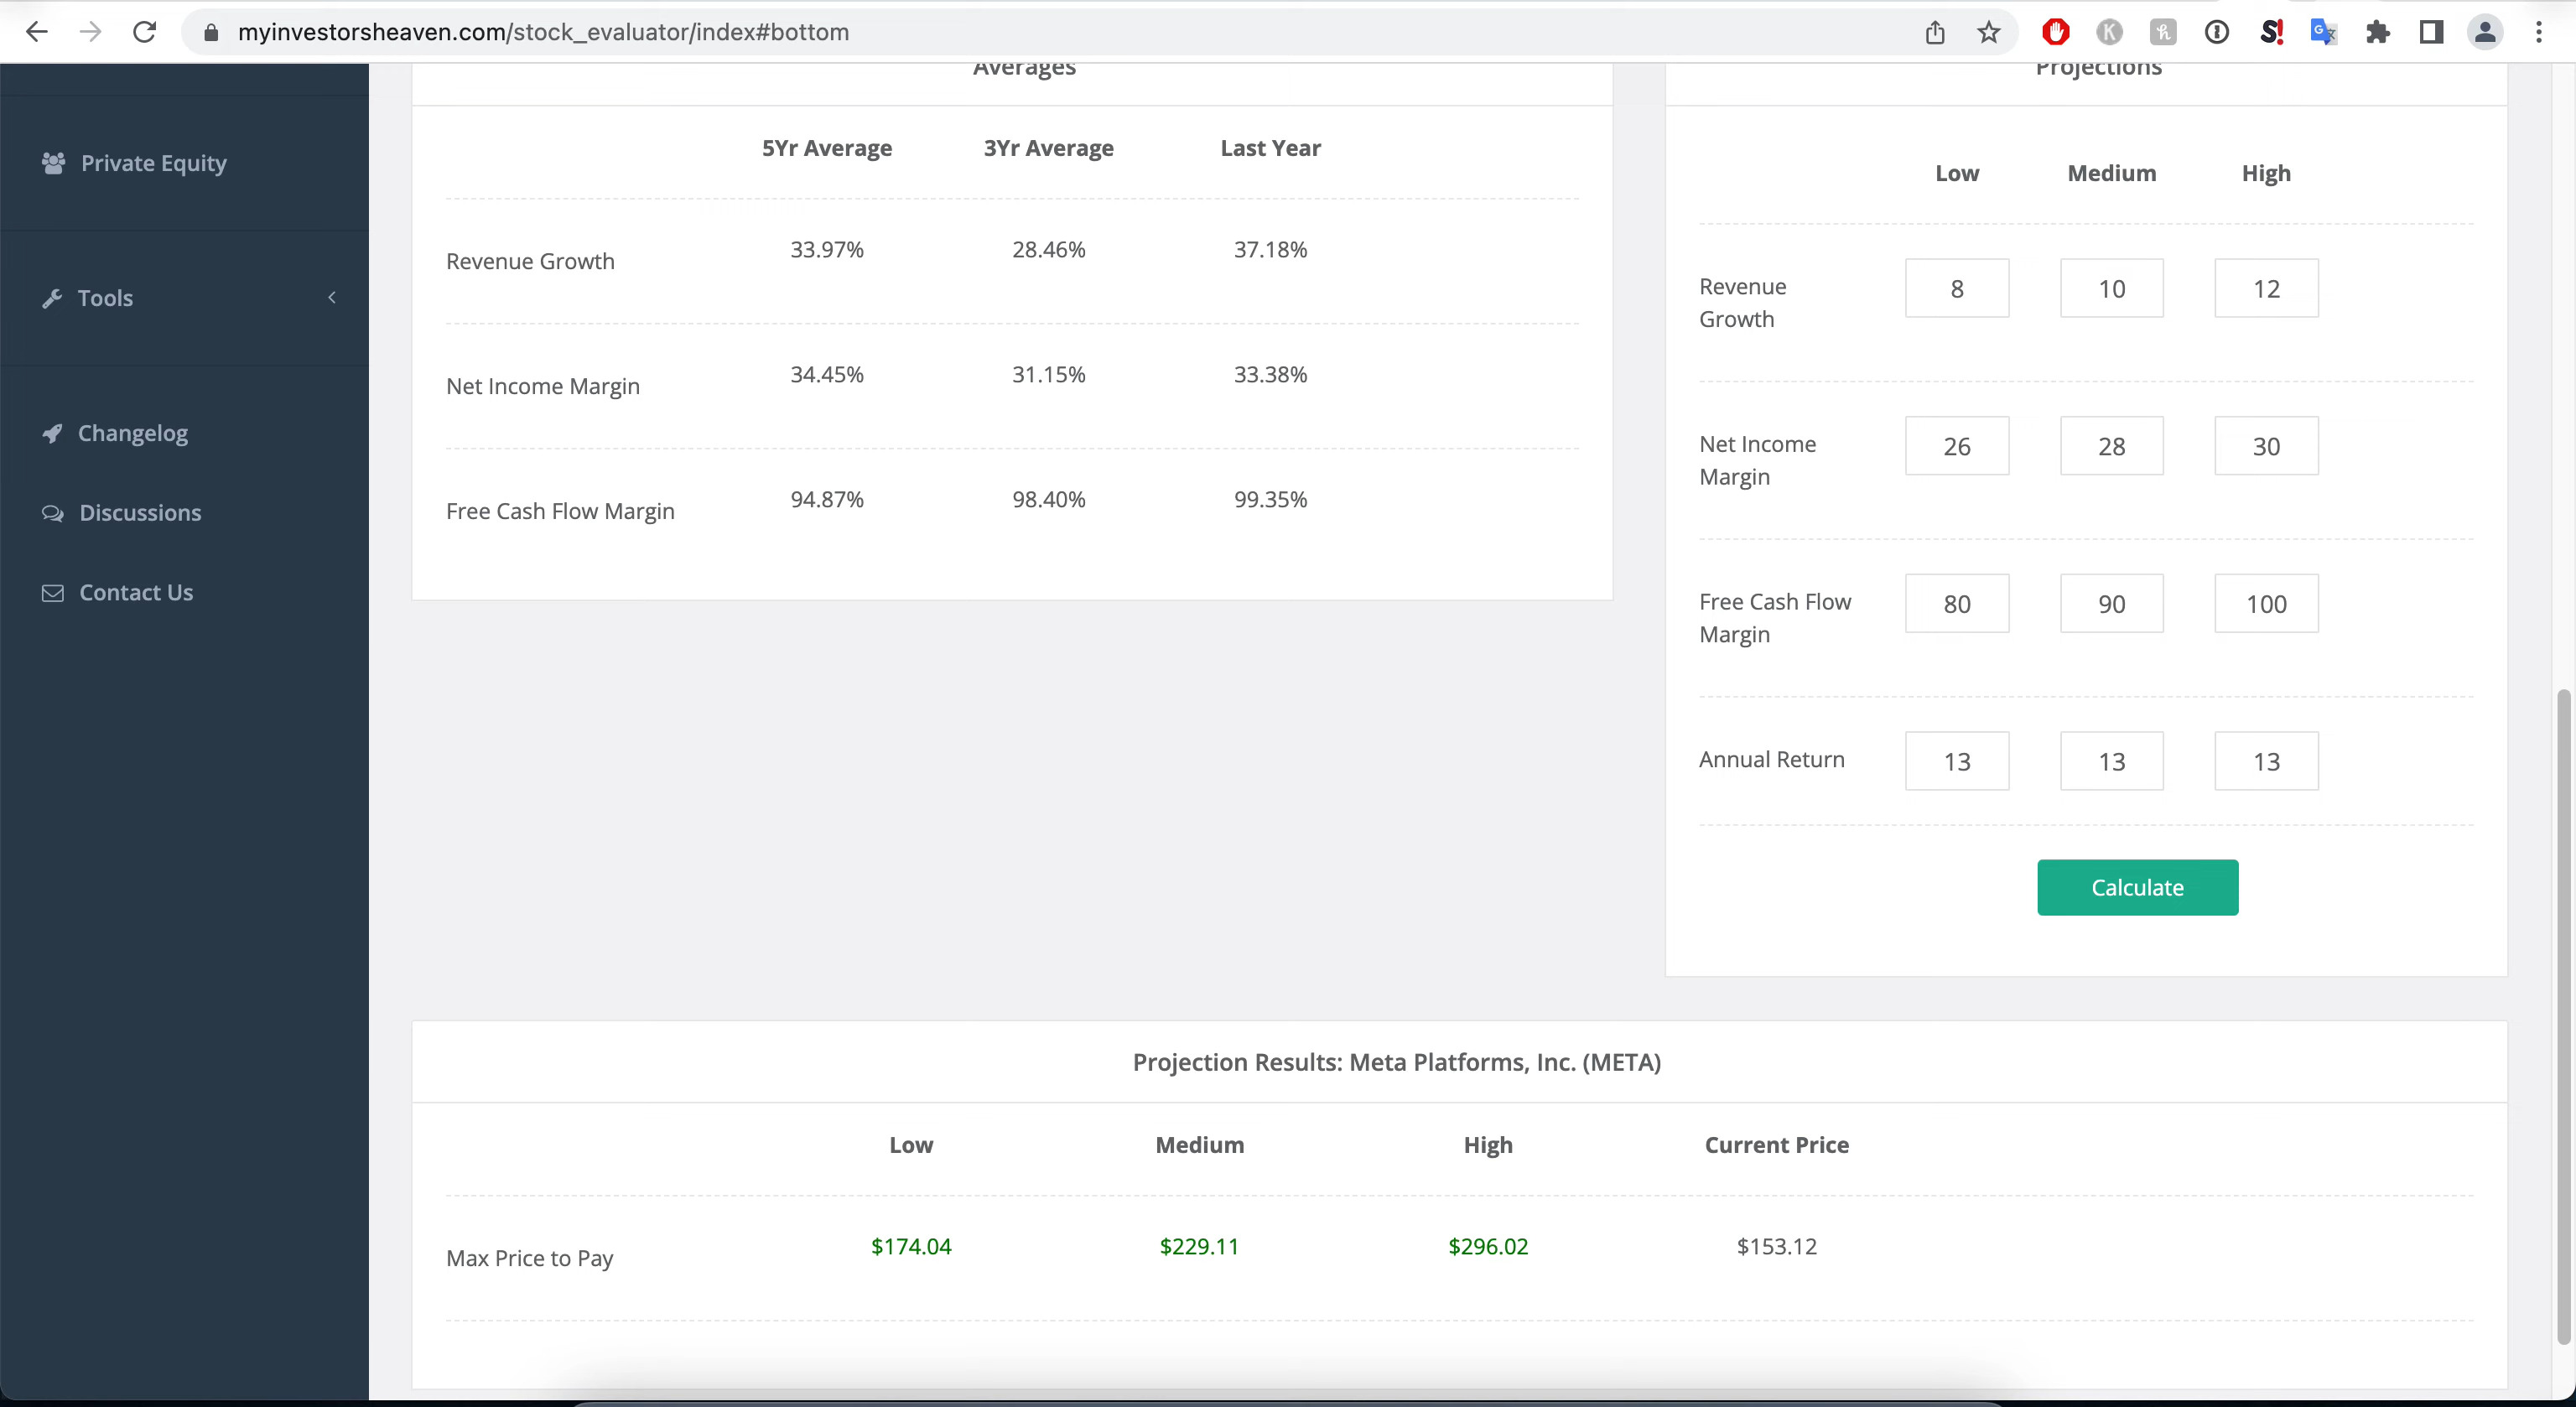 myinvestorsheaven.com/stock_evaluator/index#bottom
Private Equity
Tools
Changelog
Discussions
Contact Us
Averages
5Yr Average 3Yr Average Last Year
Revenue Growth 33.97% 28.46% 37.18%
Net Income Margin 34.45% 31.15% 33.38%
Free Cash Flow Margin 94.87% 98.40% 99.35%
Projections
Low Medium High
Revenue
Growth
8 10 12
Net Income
Margin
26 28 30
Free Cash Flow
Margin
80 90 100
Annual Return 13 13 13
Calculate
Projection Results: Meta Platforms, Inc. (META)
Low Medium High Current Price
Max Price to Pay $174.04 $229.11 $296.02 $153.12